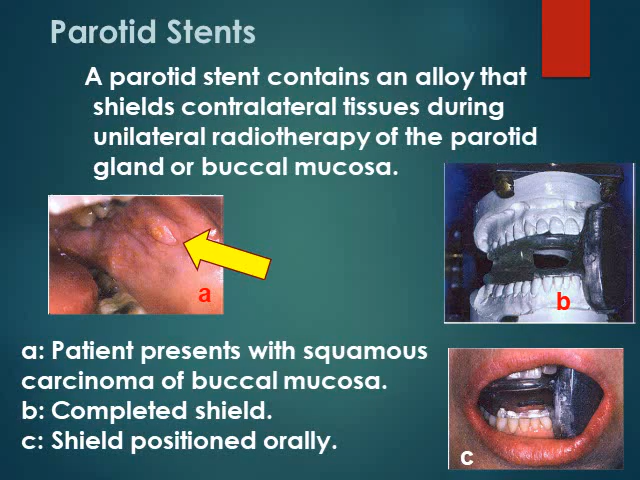 Parotid Stents
A parotid stent contains an alloy that
shields contralateral tissues during
unilateral radiotherapy of the parotid
gland or buccal mucosa.
a
b
a: Patient presents with squamous
carcinoma of buccal mucosa.
b: Completed shield.
c: Shield positioned orally.
c